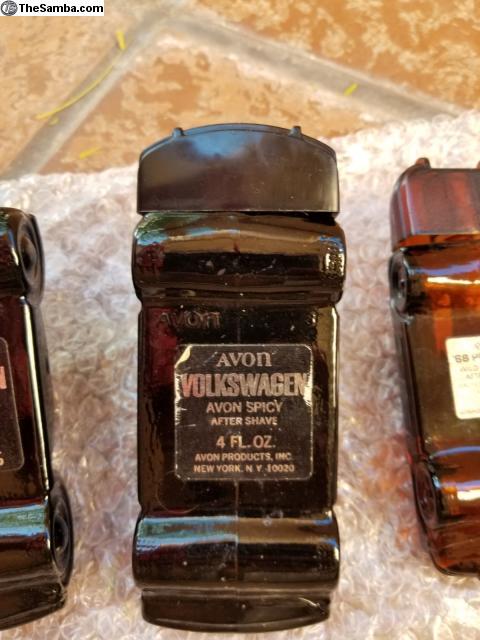 TheSamba.com
AVON
AVON
VOLKSWAGEN
AVON SPICY
AFTER SHAVE
4 FL. OZ.
AVON PRODUCTS, INC.
NEW YORK, N.Y. 10020
'68
WILD